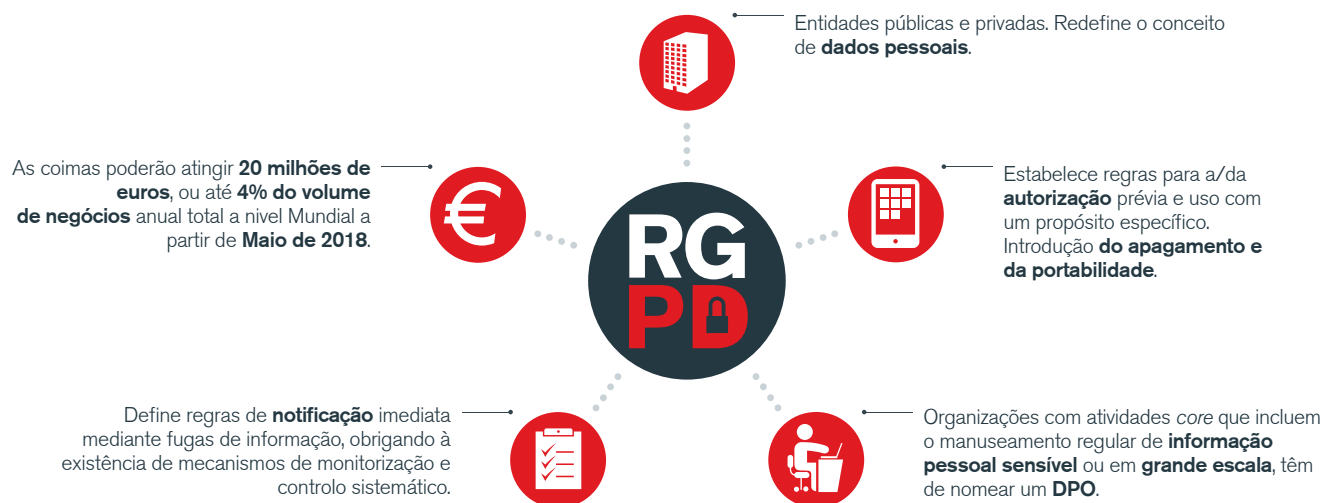 Entidades públicas e privadas. Redefine o conceito
de dados pessoais.
As coimas poderão atingir 20 milhões de
euros, ou até 4% do volume
de negócios anual total a nivel Mundial a
partir de Maio de 2018.
Estabelece regras para a/da
autorização prévia e uso com
um propósito específico.
Introdução do apagamento e
da portabilidade.
RG
PD
Define regras de notificação imediata
mediante fugas de informação, obrigando à
existência de mecanismos de monitorização e
controlo sistemático.
Organizações com atividades core que incluem
o manuseamento regular de informação
pessoal sensível ou em grande escala, têm
de nomear um DPO.